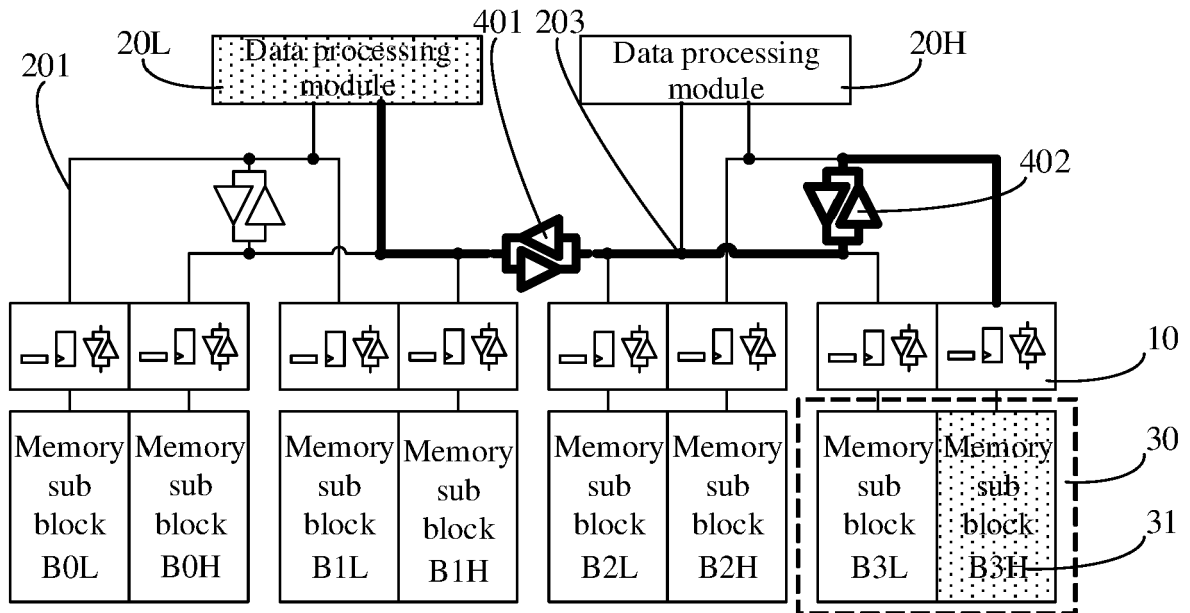 20L
401
203
20H
201
Data processing
module
Data processing
module
402
10
30
31
Memory
sub
block
B0L
Memory
sub
block
B0H
Memory
sub
block
B1L
Memory
sub
block
B1H
Memory
sub
block
B2L
Memory
sub
block
B2H
Memory
sub
block
B3L
Memory
sub
block
B3H